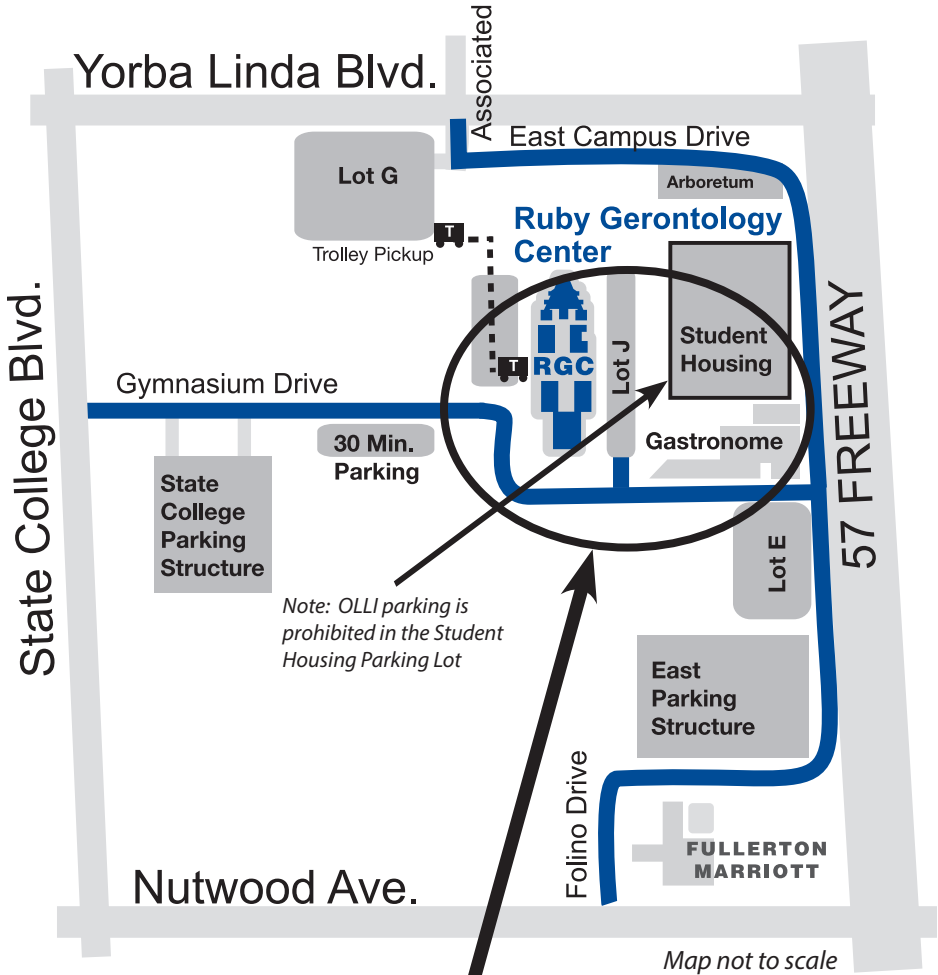 Yorba Linda Blvd.
Associated
East Campus Drive
Lot G
Arboretum
Trolley Pickup
T
Ruby Gerontology
Center
State College Blvd.
57 FREEWAY
Student
Housing
Lot J
T
RGC
Gymnasium Drive
30 Min.
Parking
Gastronome
State
College
Parking
Structure
Lot E
Note: OLLI parking is
prohibited in the Student
Housing Parking Lot
East
Parking
Structure
Folino Drive
FULLERTON
MARRIOTT
Nutwood Ave.
Map not to scale